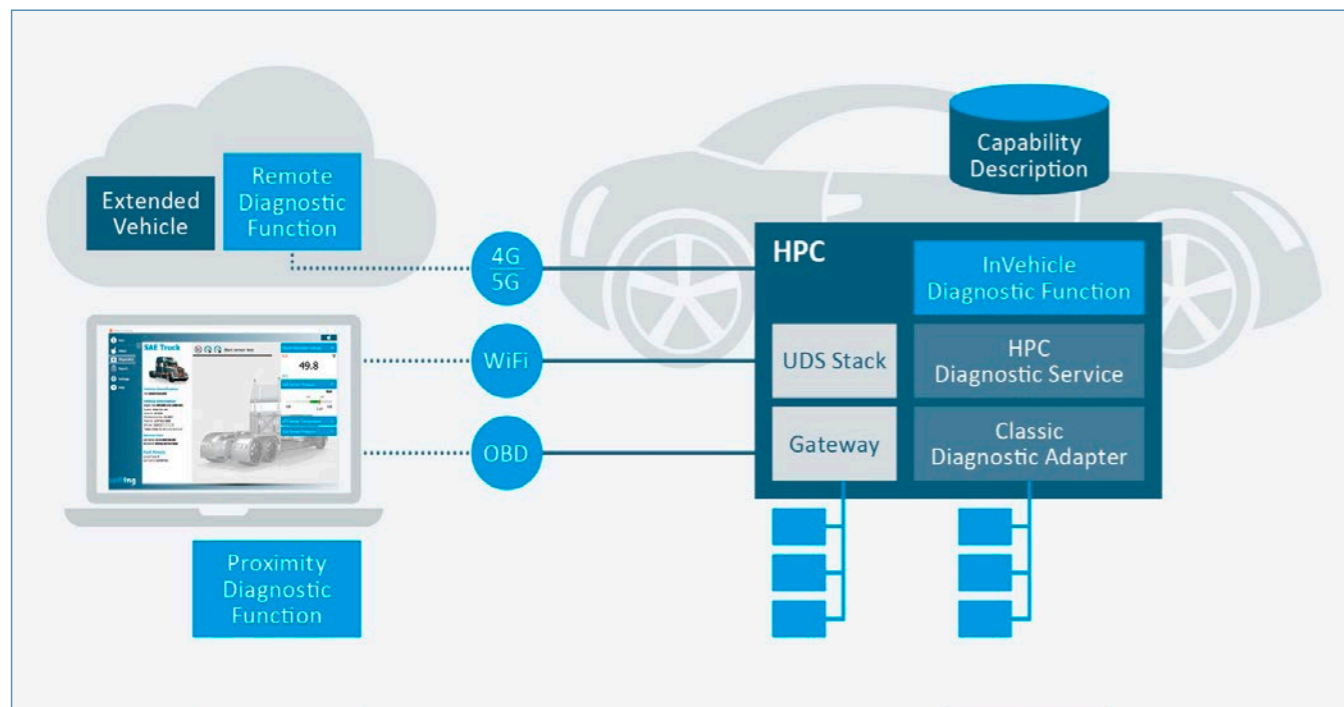 Extended
Vehicle
Remote
Diagnostic
Function
4G
5G
WiFi
OBD
SAE Truck
49.8
Proximity
Diagnostic
Function
Capability
Description
HPC
InVehicle
Diagnostic Function
UDS Stack
HPC
Diagnostic Service
Gateway
Classic
Diagnostic Adapter